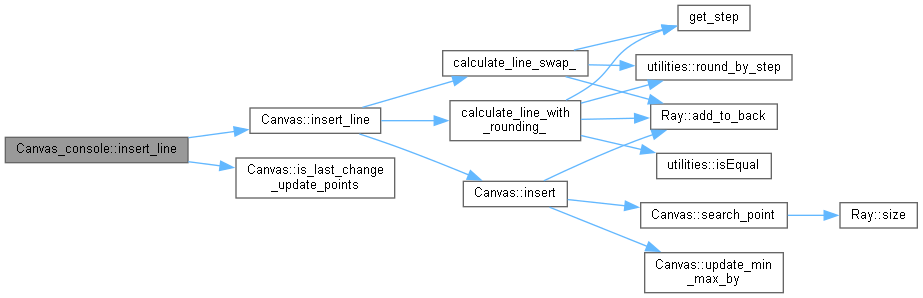 Canvas_console::insert_line
Canvas::insert_line
Canvas::is_last_change
_update_points
calculate_line_swap_
calculate_line_with
_rounding_
Canvas::insert
get_step
utilities::round_by_step
Ray::add_to_back
utilities::isEqual
Canvas::search_point
Canvas::update_min
_max_by
Ray::size